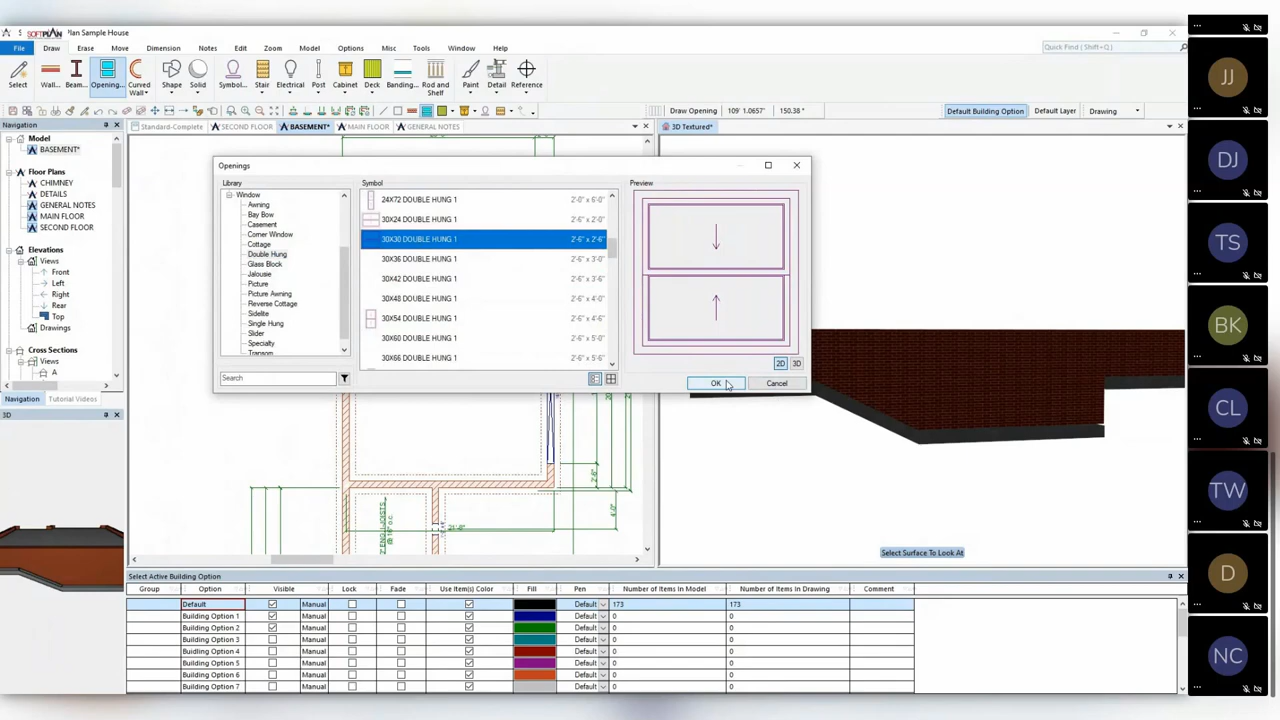 SOFTPLAN Plan Sample House
File Draw Erase Move Dimension Notes Edit Zoom Model Options Misc Tools Window Help
Quick Find (Shift+Q)
Select Wall... Beam... Opening... Curved Wall Shape Solid Symbol... Stair Electrical Post Cabinet Deck Banding... Rod and Shelf Paint Detail Reference
Draw Opening 109' 1.0657" 150.38° Default Building Option Default Layer Drawing
Navigation
Standard-Complete SECOND FLOOR BASEMENT* MAIN FLOOR GENERAL NOTES
3D Textured*
Model
BASEMENT*
Floor Plans
CHIMNEY
DETAILS
GENERAL NOTES
MAIN FLOOR
SECOND FLOOR
Elevations
Views
Front
Left
Right
Rear
Top
Drawings
Cross Sections
Views
A
Navigation Tutorial Videos
3D
Openings
Library
Window
Awning
Bay Bow
Casement
Corner Window
Cottage
Double Hung
Glass Block
Jalousie
Picture
Picture Awning
Reverse Cottage
Sidelite
Single Hung
Slider
Specialty
Transom
Search
Symbol
24X72 DOUBLE HUNG 1 2'-0" x 6'-0"
30X24 DOUBLE HUNG 1 2'-6" x 2'-0"
30X30 DOUBLE HUNG 1 2'-6" x 2'-6"
30X36 DOUBLE HUNG 1 2'-6" x 3'-0"
30X42 DOUBLE HUNG 1 2'-6" x 3'-6"
30X48 DOUBLE HUNG 1 2'-6" x 4'-0"
30X54 DOUBLE HUNG 1 2'-6" x 4'-6"
30X60 DOUBLE HUNG 1 2'-6" x 5'-0"
30X66 DOUBLE HUNG 1 2'-6" x 5'-6"
Preview
2D 3D
OK Cancel
2'-6"
4'-0"
2 ENG I JOISTS
@ 16" o.c.
Select Surface To Look At
Select Active Building Option
Group Option Visible Lock Fade Use Item(s) Color Fill Pen Number of Items In Model Number of Items In Drawing Comment
Default Manual Default 173 173
Building Option 1 Manual Default 0 0
Building Option 2 Manual Default 0 0
Building Option 3 Manual Default 0 0
Building Option 4 Manual Default 0 0
Building Option 5 Manual Default 0 0
Building Option 6 Manual Default 0 0
Building Option 7 Manual Default 0 0
JJ
DJ
TS
BK
CL
TW
D
NC